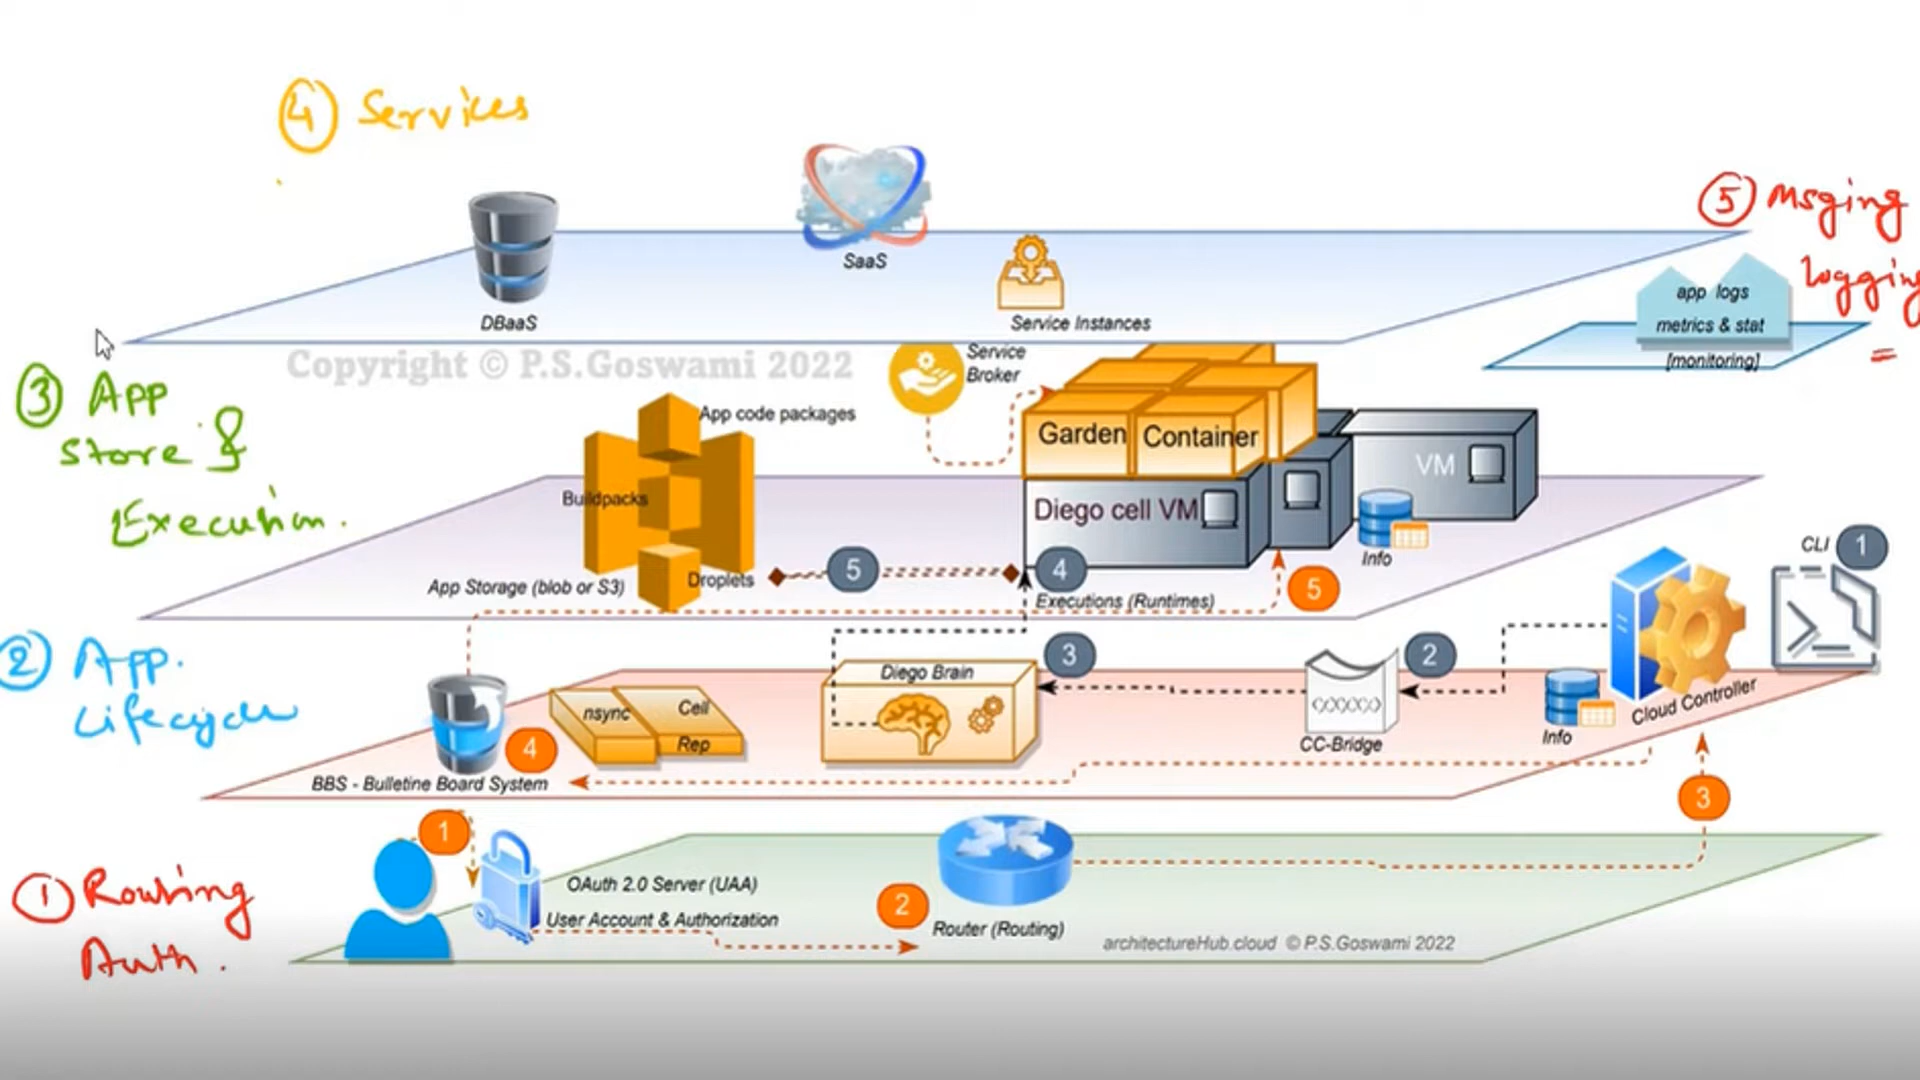 ④ Services
⑤ Msging
logging
SaaS
app logs
metrics & stat
[monitoring]
DBaaS
Service Instances
Copyright © P.S.Goswami 2022
Service
Broker
③ App
store &
Execution.
App code packages
Garden
Container
VM
Buildpacks
Diego cell VM
Info
CLI
1
App Storage (blob or S3)
Droplets
5
4
Executions (Runtimes)
5
② App.
Lifecycle
Diego Brain
3
2
nsync
Cell
Rep
4
CC-Bridge
Info
Cloud Controller
BBS - Bulletine Board System
3
1
① Routing
Auth.
OAuth 2.0 Server (UAA)
User Account & Authorization
2
Router (Routing)
architectureHub.cloud © P.S.Goswami 2022